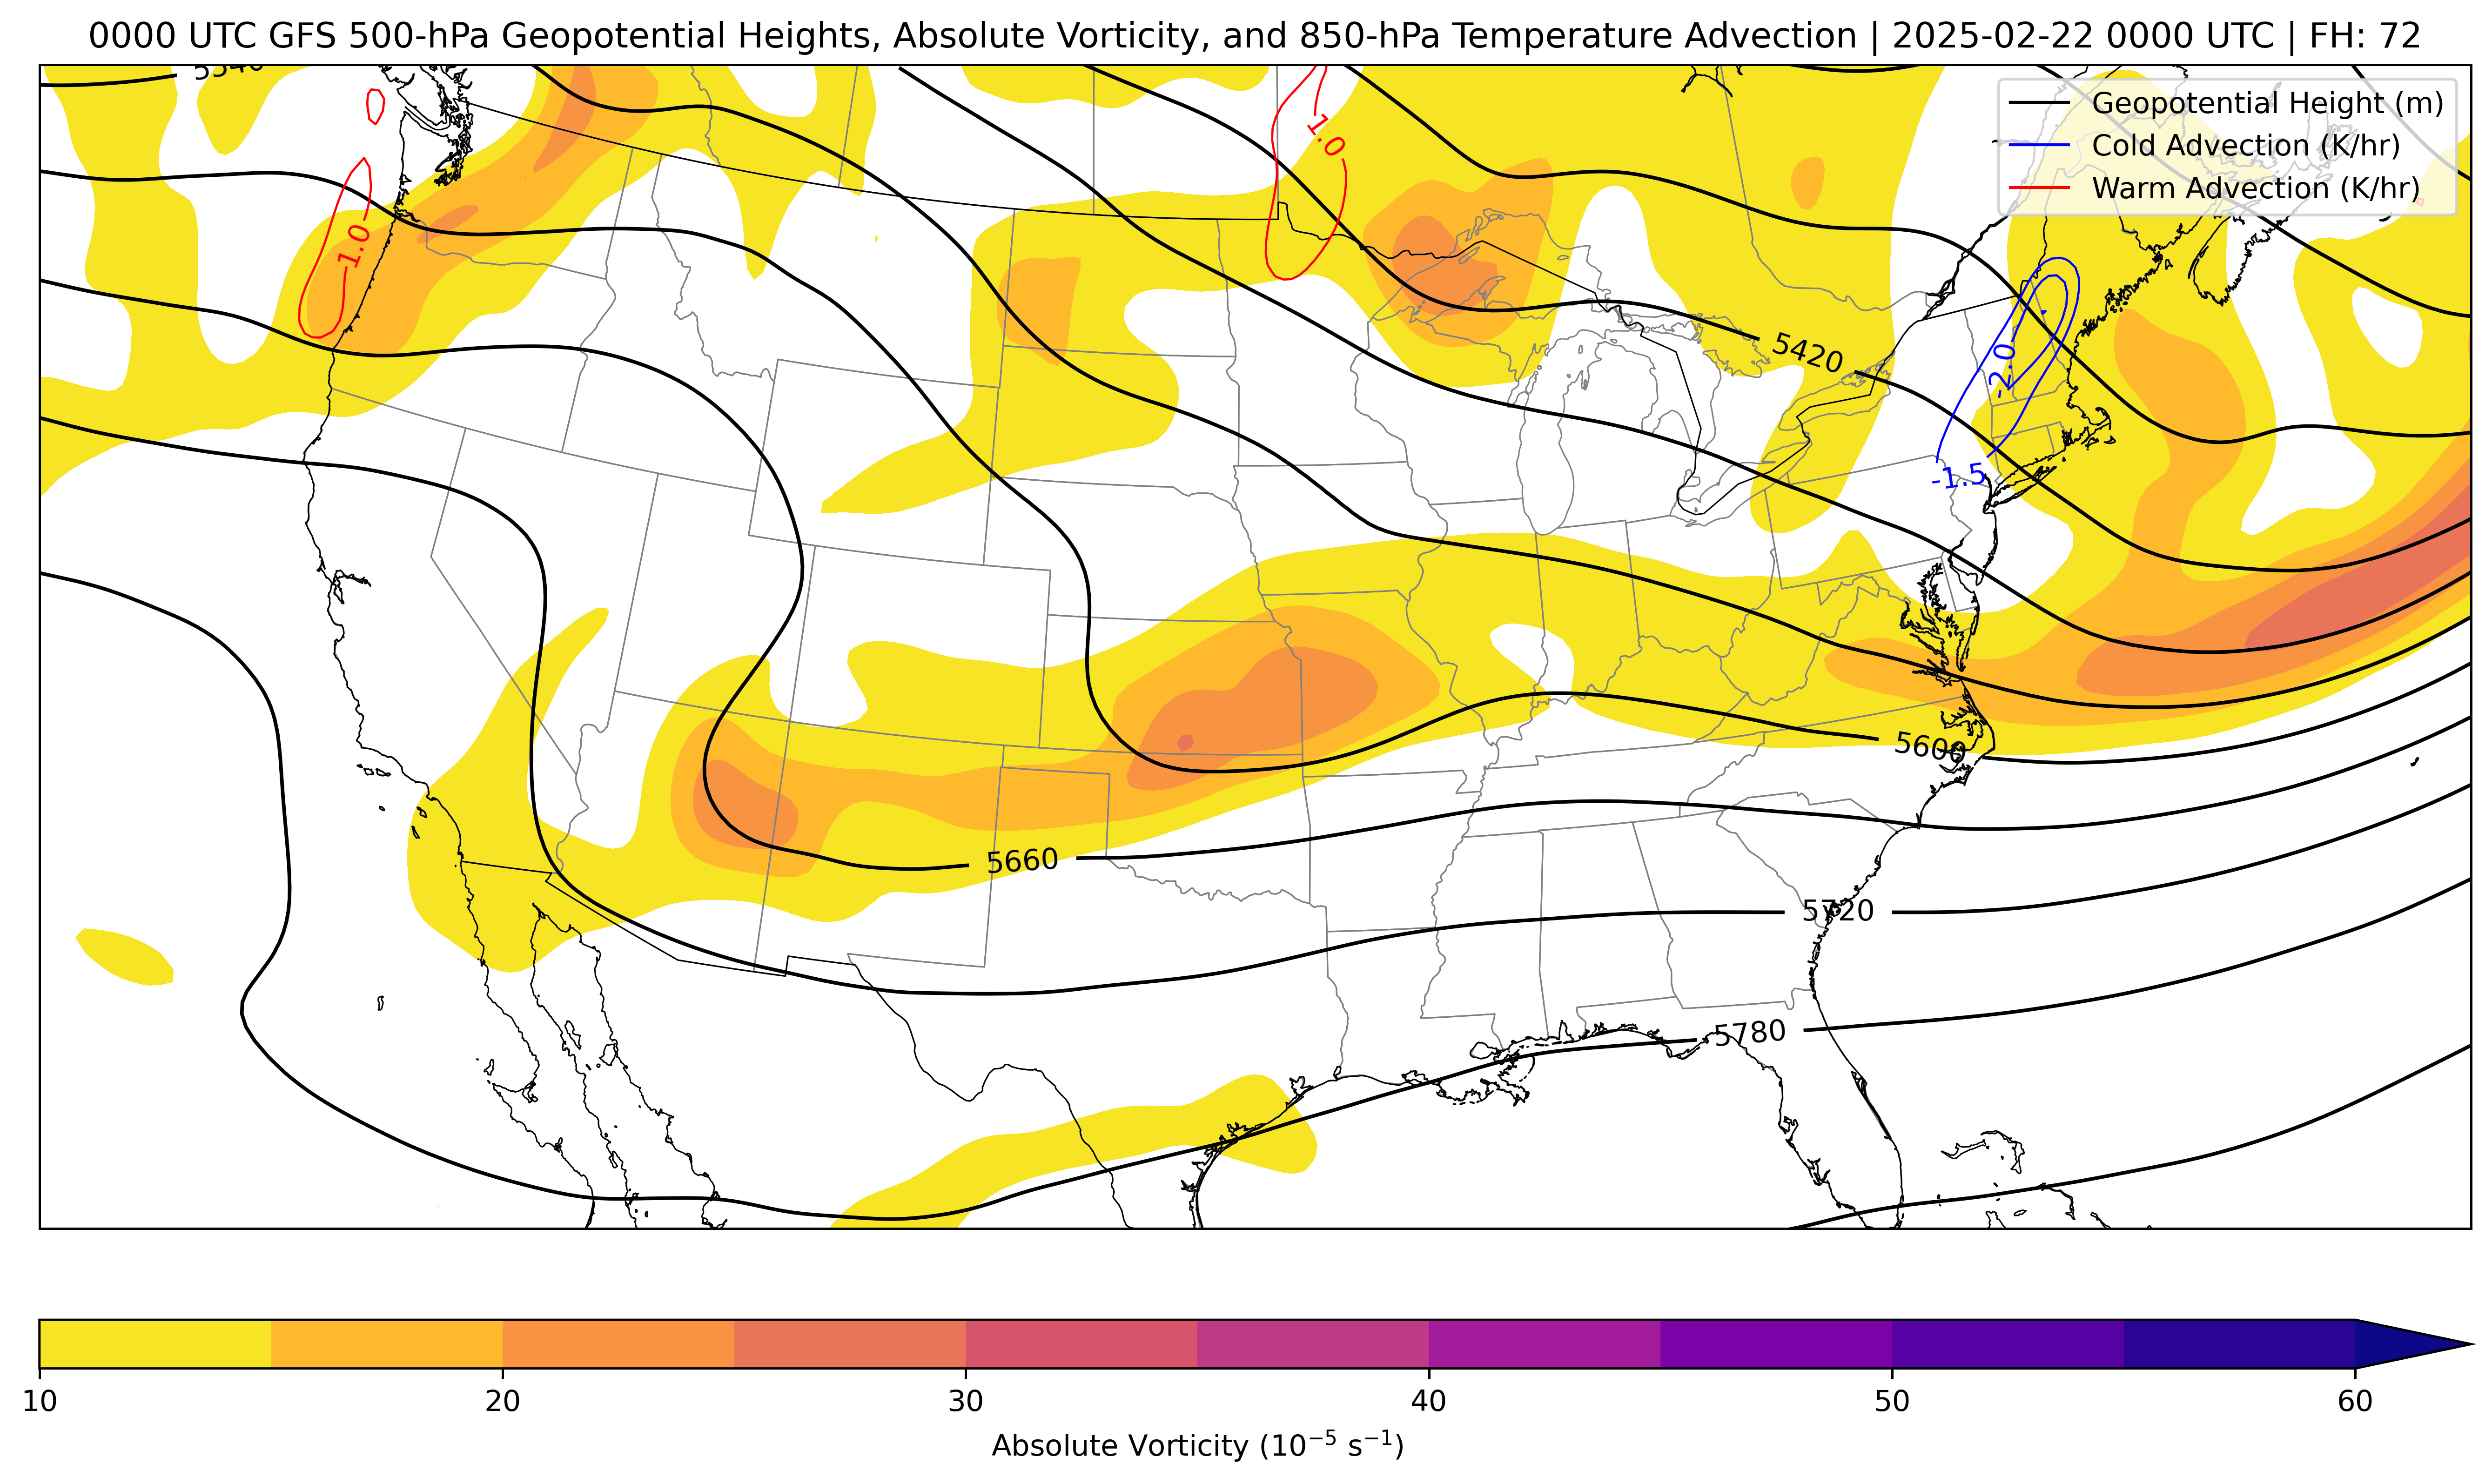 0000 UTC GFS 500-hPa Geopotential Heights, Absolute Vorticity, and 850-hPa Temperature Advection | 2025-02-22 0000 UTC | FH: 72
5340
Geopotential Height (m)
Cold Advection (K/hr)
Warm Advection (K/hr)
1.0
1.0
5420
-2.0
-1.5
5600
5660
5720
5780
10 20 30 40 50 60
Absolute Vorticity (10⁻⁵ s⁻¹)